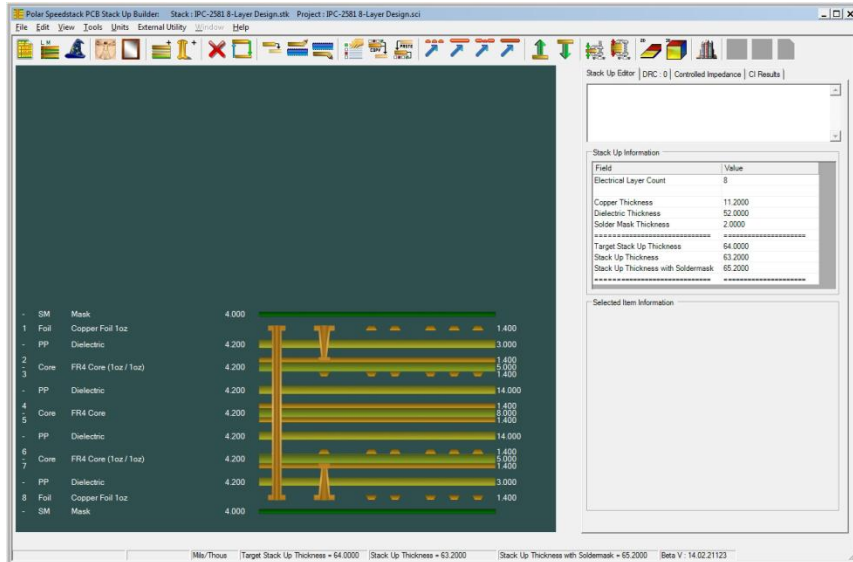 Polar Speedstack PCB Stack Up Builder: Stack : IPC-2581 8-Layer Design.stk Project : IPC-2581 8-Layer Design.sci
File Edit View Tools Units External Utility Window Help
Stack Up Editor DRC : 0 Controlled Impedance CI Results
Stack Up Information
Field Value
Electrical Layer Count 8
Copper Thickness 11.2000
Dielectric Thickness 52.0000
Solder Mask Thickness 2.0000
Target Stack Up Thickness 64.0000
Stack Up Thickness 63.2000
Stack Up Thickness with Soldermask 65.2000
Selected Item Information
- SM Mask 4.000
1 Foil Copper Foil 1oz 1.400
- PP Dielectric 4.200 3.000
2 1.400
- Core FR4 Core (1oz / 1oz) 4.200 5.000
3 1.400
- PP Dielectric 4.200 14.000
4 1.400
- Core FR4 Core 4.200 8.000
5 1.400
- PP Dielectric 4.200 14.000
6 1.400
- Core FR4 Core (1oz / 1oz) 4.200 5.000
7 1.400
- PP Dielectric 4.200 3.000
8 Foil Copper Foil 1oz 1.400
- SM Mask 4.000
Mils/Thous Target Stack Up Thickness = 64.0000 Stack Up Thickness = 63.2000 Stack Up Thickness with Soldermask = 65.2000 Beta V : 14.02.21123